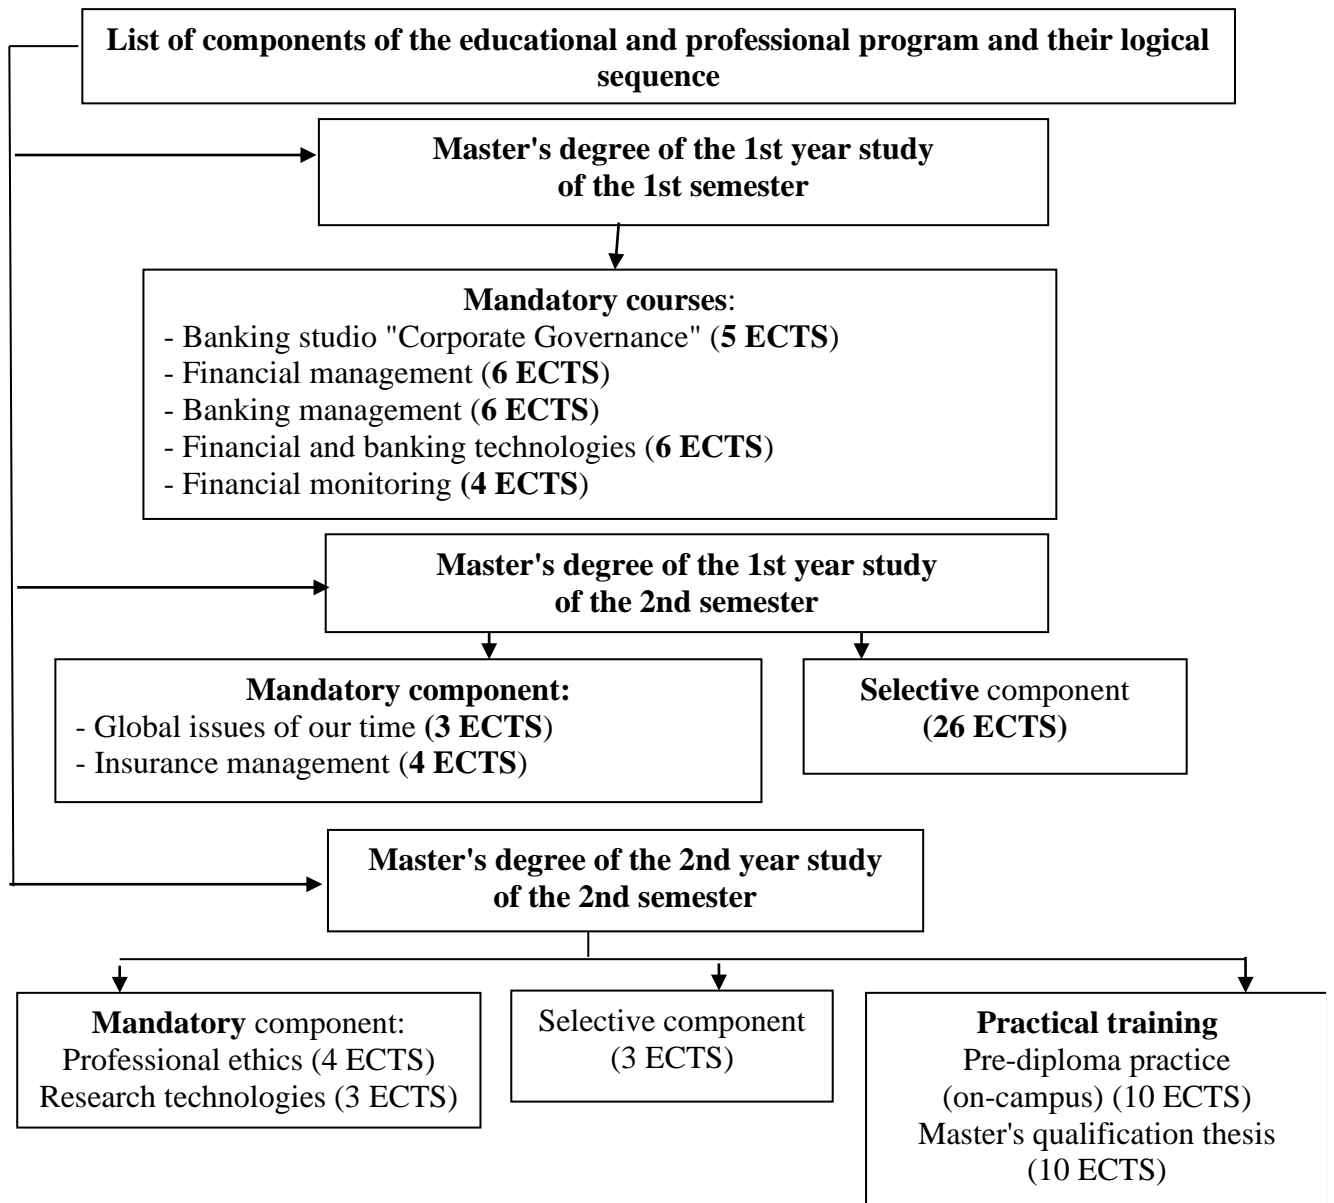 List of components of the educational and professional program and their logical
sequence
Master's degree of the 1st year study
of the 1st semester
Mandatory courses:
- Banking studio "Corporate Governance" (5 ECTS)
- Financial management (6 ECTS)
- Banking management (6 ECTS)
- Financial and banking technologies (6 ECTS)
- Financial monitoring (4 ECTS)
Master's degree of the 1st year study
of the 2nd semester
Mandatory component:
- Global issues of our time (3 ECTS)
- Insurance management (4 ECTS)
Selective component
(26 ECTS)
Master's degree of the 2nd year study
of the 2nd semester
Mandatory component:
Professional ethics (4 ECTS)
Research technologies (3 ECTS)
Selective component
(3 ECTS)
Practical training
Pre-diploma practice
(on-campus) (10 ECTS)
Master's qualification thesis
(10 ECTS)